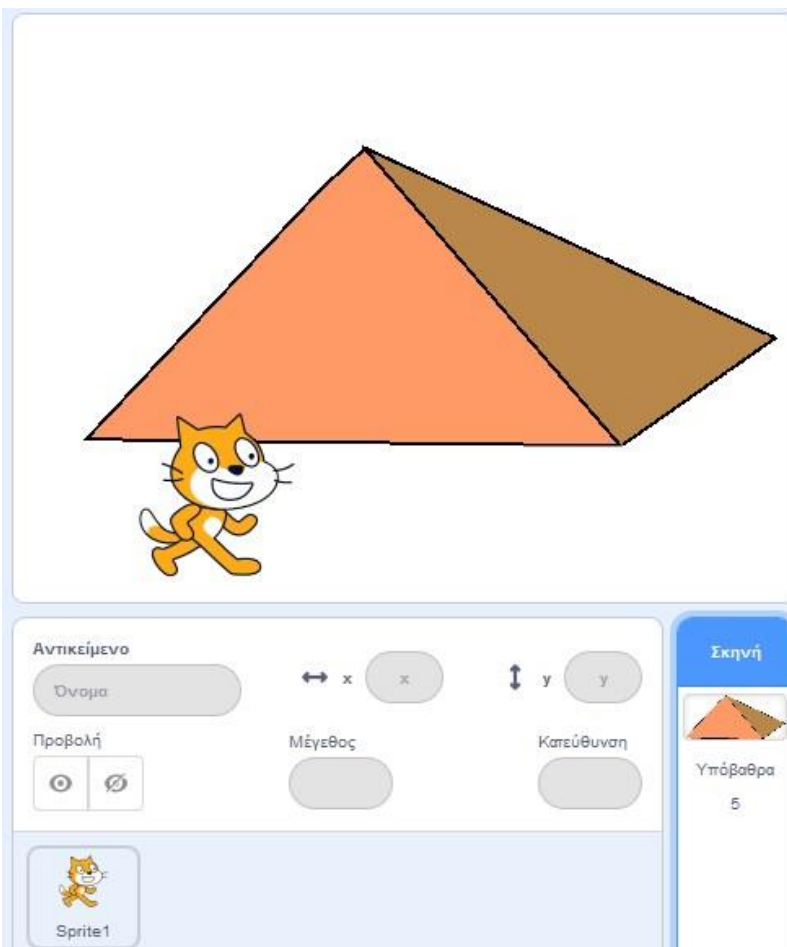 Αντικείμενο
Όνομα
x x
y y
Σκηνή
Προβολή
Μέγεθος
Κατεύθυνση
Υπόβαθρα
5
Sprite1